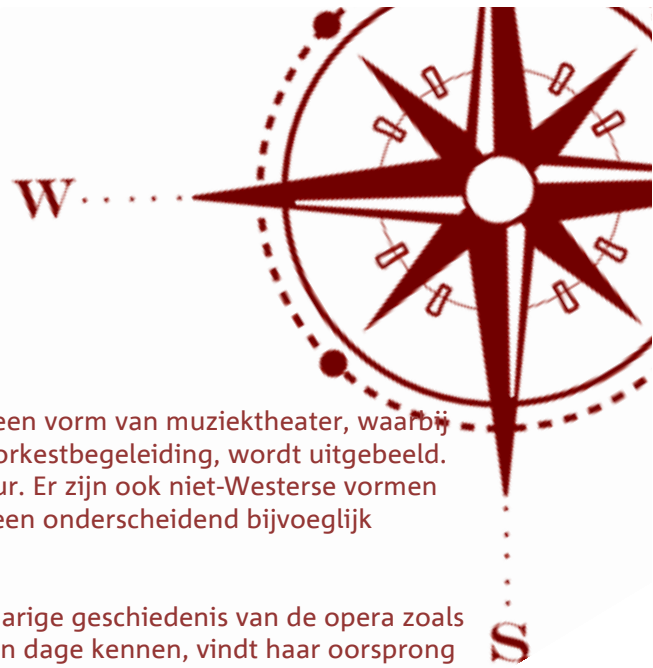 W
een vorm van muziektheater, waarbij
orkestbegeleiding, wordt uitgebeeld.
ur. Er zijn ook niet-Westerse vormen
een onderscheidend bijvoeglijk
arige geschiedenis van de opera zoals
n dage kennen, vindt haar oorsprong
S